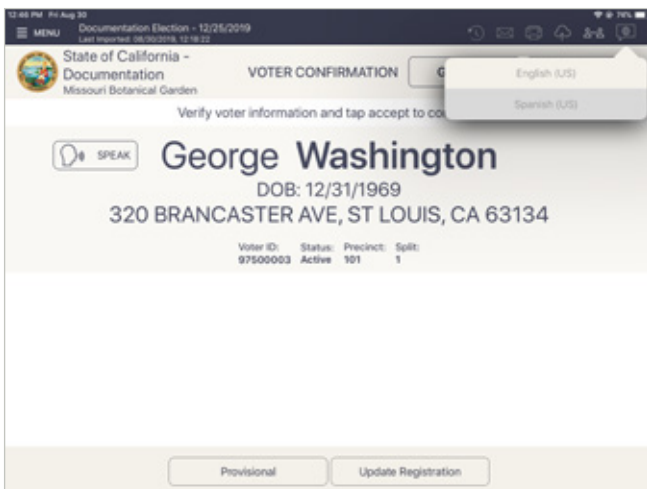 12:46 PM Fri Aug 30
74%
MENU
Documentation Election - 12/25/2019
Last Imported: 08/30/2019, 12:18:22
State of California -
Documentation
Missouri Botanical Garden
VOTER CONFIRMATION
G
English (US)
Spanish (US)
Verify voter information and tap accept to co
SPEAK
George Washington
DOB: 12/31/1969
320 BRANCASTER AVE, ST LOUIS, CA 63134
Voter ID: Status: Precinct: Split:
97500003 Active 101 1
Provisional
Update Registration